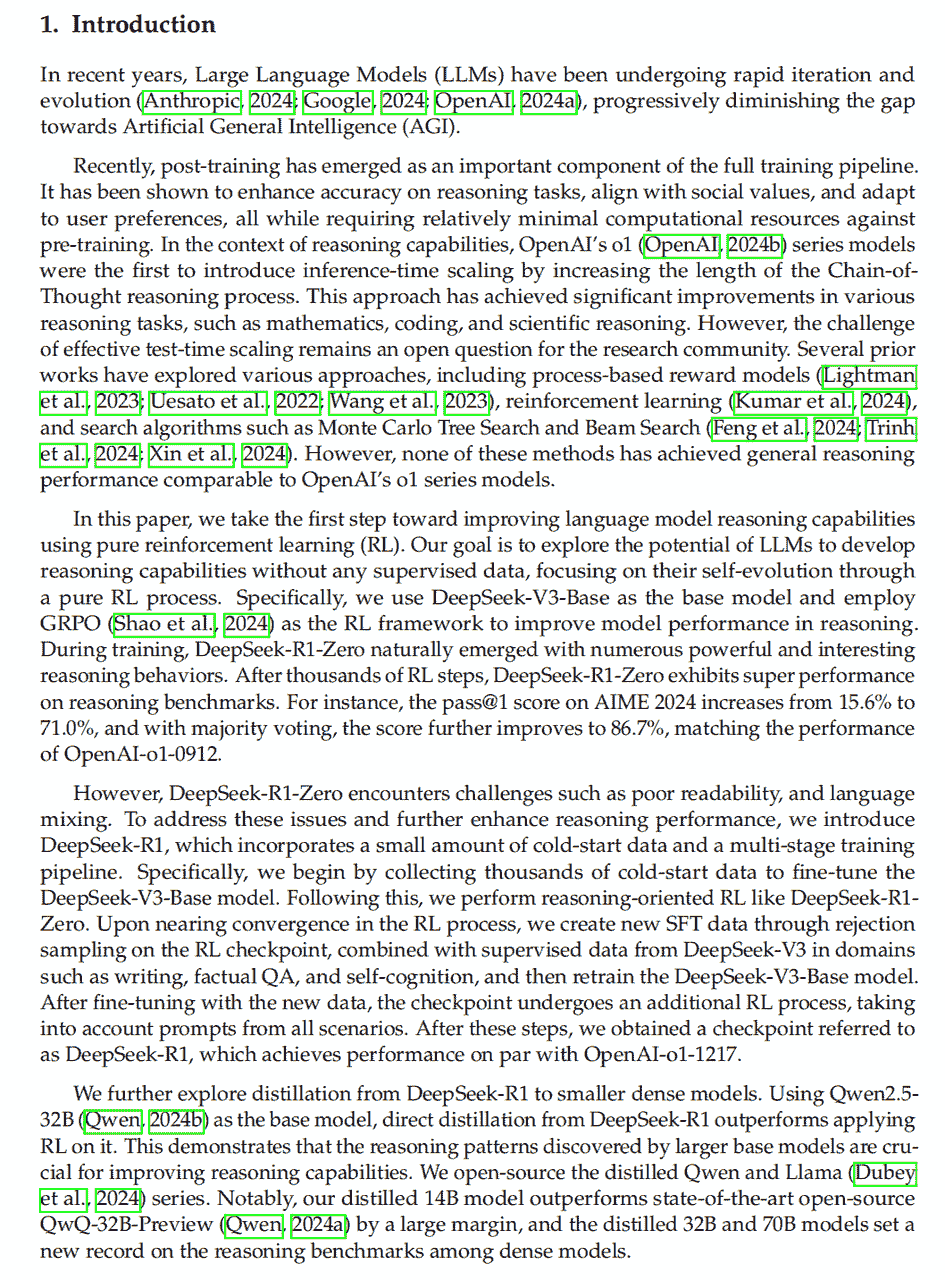 1. Introduction
In recent years, Large Language Models (LLMs) have been undergoing rapid iteration and
evolution (Anthropic, 2024; Google, 2024; OpenAI, 2024a), progressively diminishing the gap
towards Artificial General Intelligence (AGI).
Recently, post-training has emerged as an important component of the full training pipeline.
It has been shown to enhance accuracy on reasoning tasks, align with social values, and adapt
to user preferences, all while requiring relatively minimal computational resources against
pre-training. In the context of reasoning capabilities, OpenAI's o1 (OpenAI, 2024b) series models
were the first to introduce inference-time scaling by increasing the length of the Chain-of-
Thought reasoning process. This approach has achieved significant improvements in various
reasoning tasks, such as mathematics, coding, and scientific reasoning. However, the challenge
of effective test-time scaling remains an open question for the research community. Several prior
works have explored various approaches, including process-based reward models (Lightman
et al., 2023; Uesato et al., 2022; Wang et al., 2023), reinforcement learning (Kumar et al., 2024),
and search algorithms such as Monte Carlo Tree Search and Beam Search (Feng et al., 2024; Trinh
et al., 2024; Xin et al., 2024). However, none of these methods has achieved general reasoning
performance comparable to OpenAI's o1 series models.
In this paper, we take the first step toward improving language model reasoning capabilities
using pure reinforcement learning (RL). Our goal is to explore the potential of LLMs to develop
reasoning capabilities without any supervised data, focusing on their self-evolution through
a pure RL process. Specifically, we use DeepSeek-V3-Base as the base model and employ
GRPO (Shao et al., 2024) as the RL framework to improve model performance in reasoning.
During training, DeepSeek-R1-Zero naturally emerged with numerous powerful and interesting
reasoning behaviors. After thousands of RL steps, DeepSeek-R1-Zero exhibits super performance
on reasoning benchmarks. For instance, the pass@1 score on AIME 2024 increases from 15.6% to
71.0%, and with majority voting, the score further improves to 86.7%, matching the performance
of OpenAI-o1-0912.
However, DeepSeek-R1-Zero encounters challenges such as poor readability, and language
mixing. To address these issues and further enhance reasoning performance, we introduce
DeepSeek-R1, which incorporates a small amount of cold-start data and a multi-stage training
pipeline. Specifically, we begin by collecting thousands of cold-start data to fine-tune the
DeepSeek-V3-Base model. Following this, we perform reasoning-oriented RL like DeepSeek-R1-
Zero. Upon nearing convergence in the RL process, we create new SFT data through rejection
sampling on the RL checkpoint, combined with supervised data from DeepSeek-V3 in domains
such as writing, factual QA, and self-cognition, and then retrain the DeepSeek-V3-Base model.
After fine-tuning with the new data, the checkpoint undergoes an additional RL process, taking
into account prompts from all scenarios. After these steps, we obtained a checkpoint referred to
as DeepSeek-R1, which achieves performance on par with OpenAI-o1-1217.
We further explore distillation from DeepSeek-R1 to smaller dense models. Using Qwen2.5-
32B (Qwen, 2024b) as the base model, direct distillation from DeepSeek-R1 outperforms applying
RL on it. This demonstrates that the reasoning patterns discovered by larger base models are cru-
cial for improving reasoning capabilities. We open-source the distilled Qwen and Llama (Dubey
et al., 2024) series. Notably, our distilled 14B model outperforms state-of-the-art open-source
QwQ-32B-Preview (Qwen, 2024a) by a large margin, and the distilled 32B and 70B models set a
new record on the reasoning benchmarks among dense models.